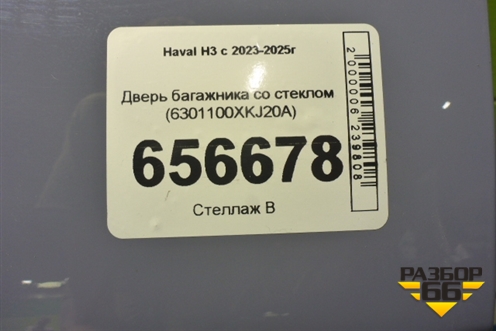 Haval H3 с 2023-2025г
Дверь багажника со стеклом
(6301100XKJ20A)
656678
Стеллаж В
2000006239808
РАЗБОР
66